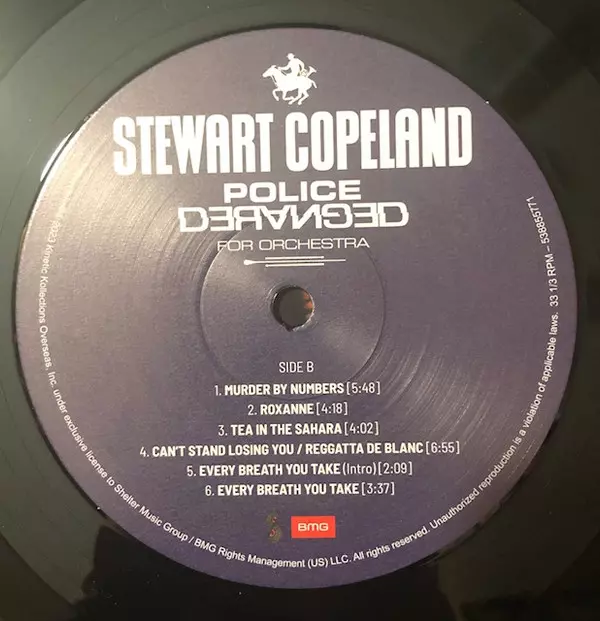 STEWART COPELAND
POLICE
DERANGED
FOR ORCHESTRA
SIDE B
1. MURDER BY NUMBERS [5:48]
2. ROXANNE [4:18]
3. TEA IN THE SAHARA [4:02]
4. CAN'T STAND LOSING YOU / REGGATTA DE BLANC [6:55]
5. EVERY BREATH YOU TAKE (Intro) [2:09]
6. EVERY BREATH YOU TAKE [3:37]
BMG
2023 Kinetic Kollections Overseas, Inc. under exclusive license to Shelter Music Group / BMG Rights Management (US) LLC. All rights reserved. Unauthorized reproduction is a violation of applicable laws. 33 1/3 RPM – 538855771